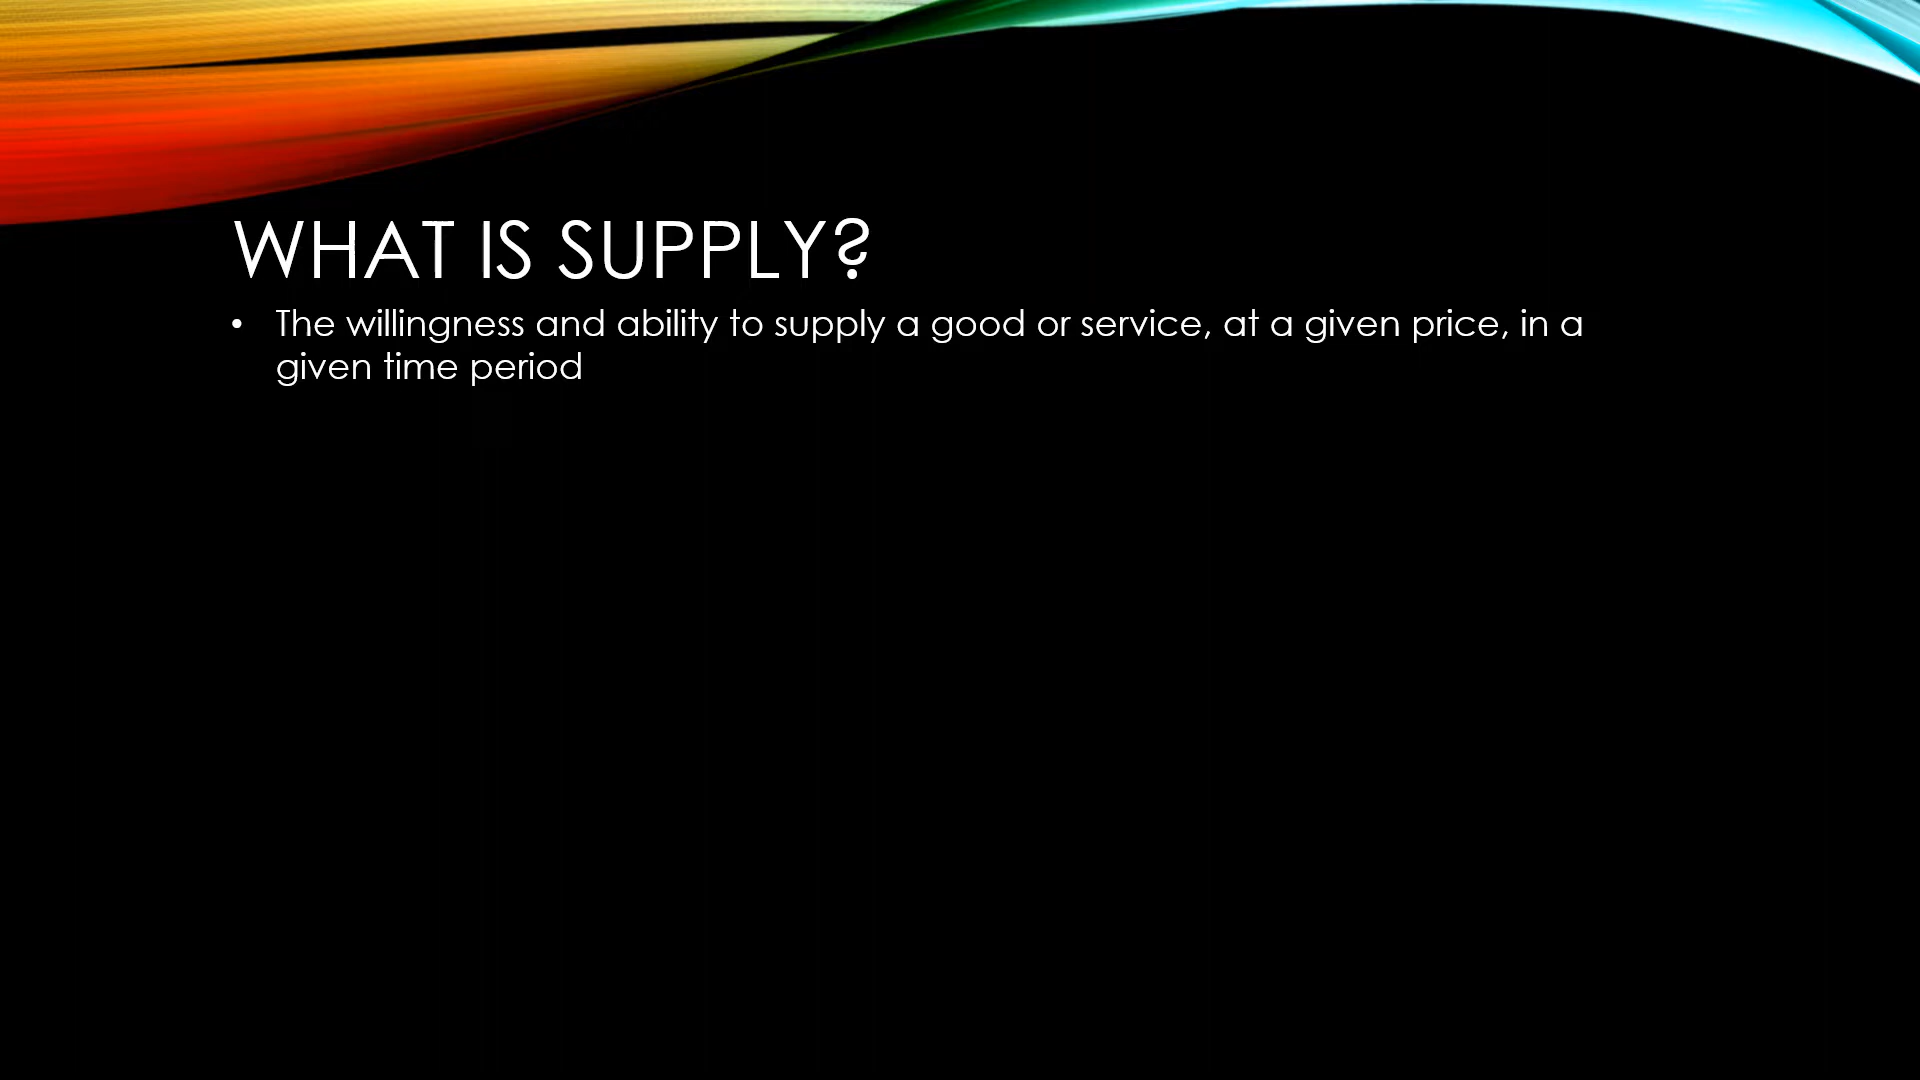 WHAT IS SUPPLY?
• The willingness and ability to supply a good or service, at a given price, in a
given time period